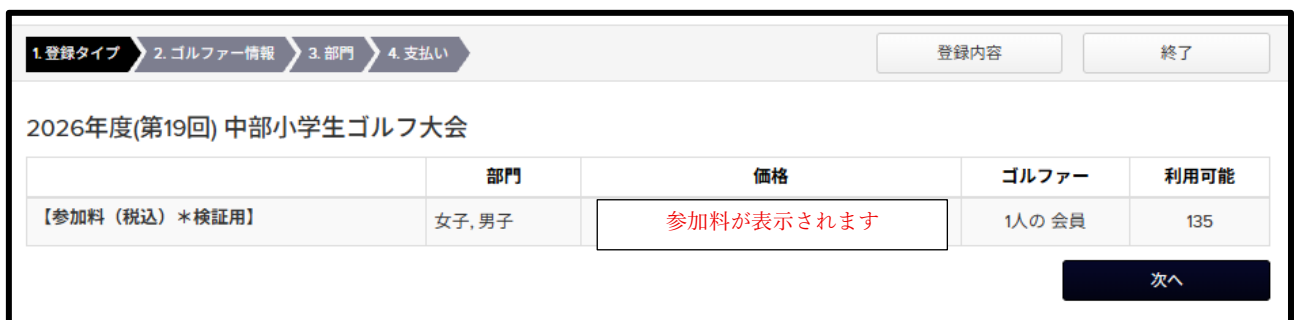 1. 登録タイプ 2. ゴルファー情報 3. 部門 4. 支払い 登録内容 終了
2026年度(第19回) 中部小学生ゴルフ大会
部門 価格 ゴルファー 利用可能
【参加料（税込）＊検証用】 女子, 男子 参加料が表示されます 1人の 会員 135
次へ